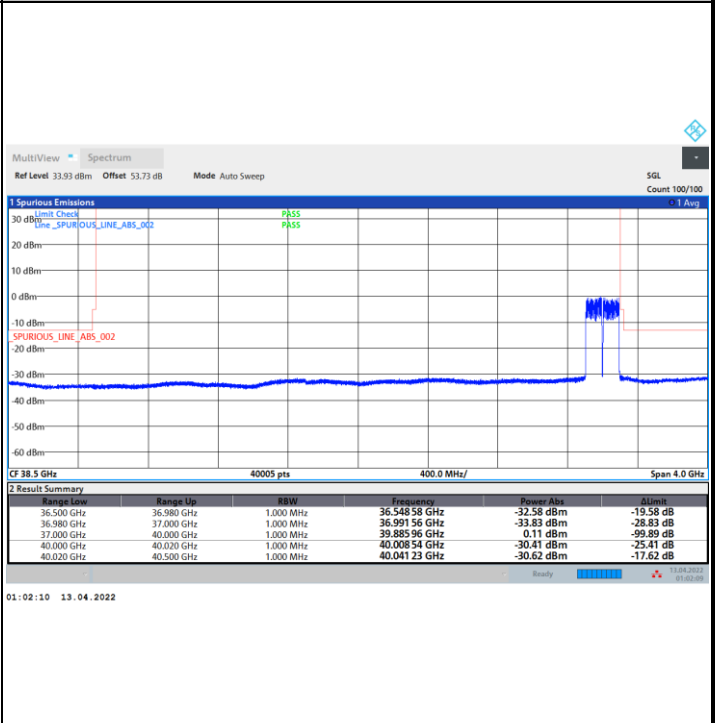 MultiView Spectrum
Ref Level 33.93 dBm Offset 53.73 dB Mode Auto Sweep SGL
Count 100/100
1 Spurious Emissions 1 Avg
Limit Check PASS
30 dBm
Line _SPURIOUS_LINE_ABS_002 PASS
20 dBm
10 dBm
0 dBm
-10 dBm
_SPURIOUS_LINE_ABS_002
-20 dBm
-30 dBm
-40 dBm
-50 dBm
-60 dBm
CF 38.5 GHz 40005 pts 400.0 MHz/ Span 4.0 GHz
2 Result Summary
Range Low Range Up RBW Frequency Power Abs ΔLimit
36.500 GHz 36.980 GHz 1.000 MHz 36.548 58 GHz -32.58 dBm -19.58 dB
36.980 GHz 37.000 GHz 1.000 MHz 36.991 56 GHz -33.83 dBm -28.83 dB
37.000 GHz 40.000 GHz 1.000 MHz 39.885 96 GHz 0.11 dBm -99.89 dB
40.000 GHz 40.020 GHz 1.000 MHz 40.008 54 GHz -30.41 dBm -25.41 dB
40.020 GHz 40.500 GHz 1.000 MHz 40.041 23 GHz -30.62 dBm -17.62 dB
Ready 13.04.2022
01:02:09
01:02:10 13.04.2022